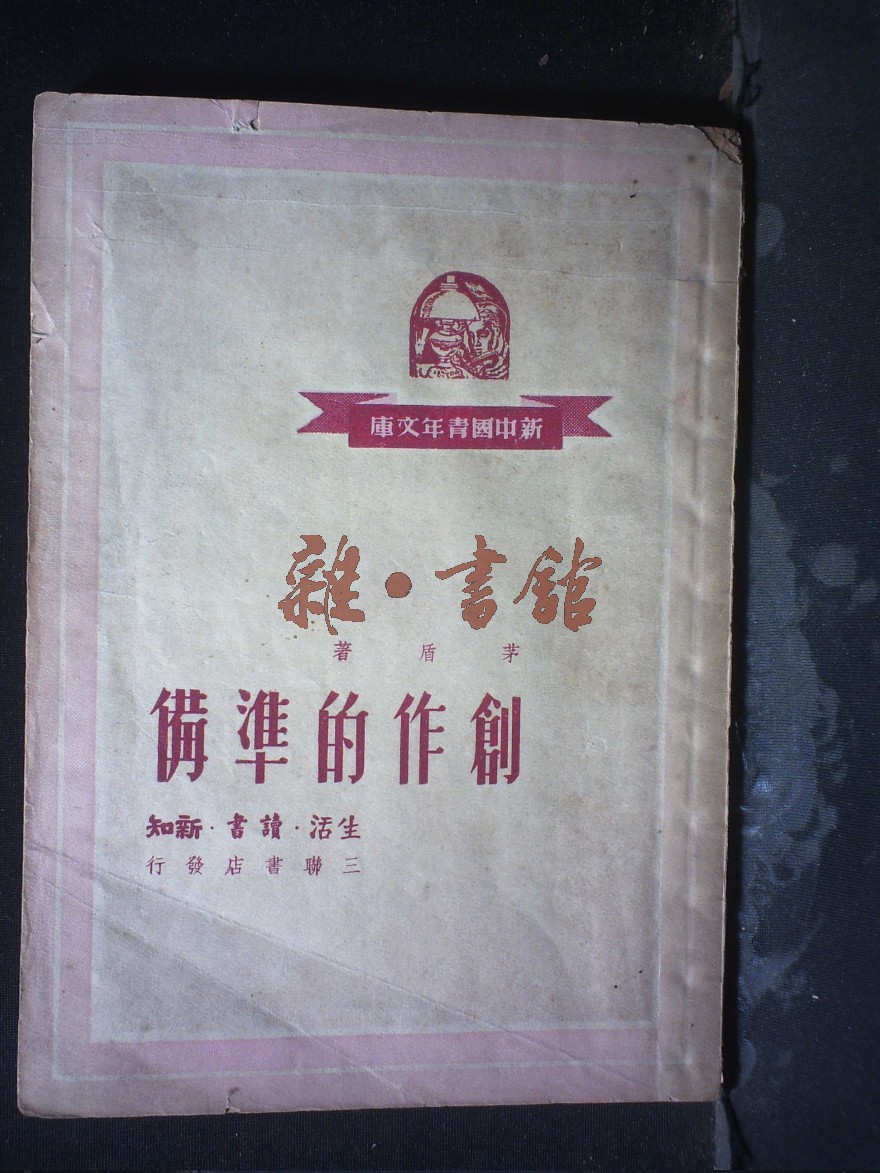 新中國青年文庫
雜·書館
茅盾著
創作的準備
生活·讀書·新知
三聯書店發行